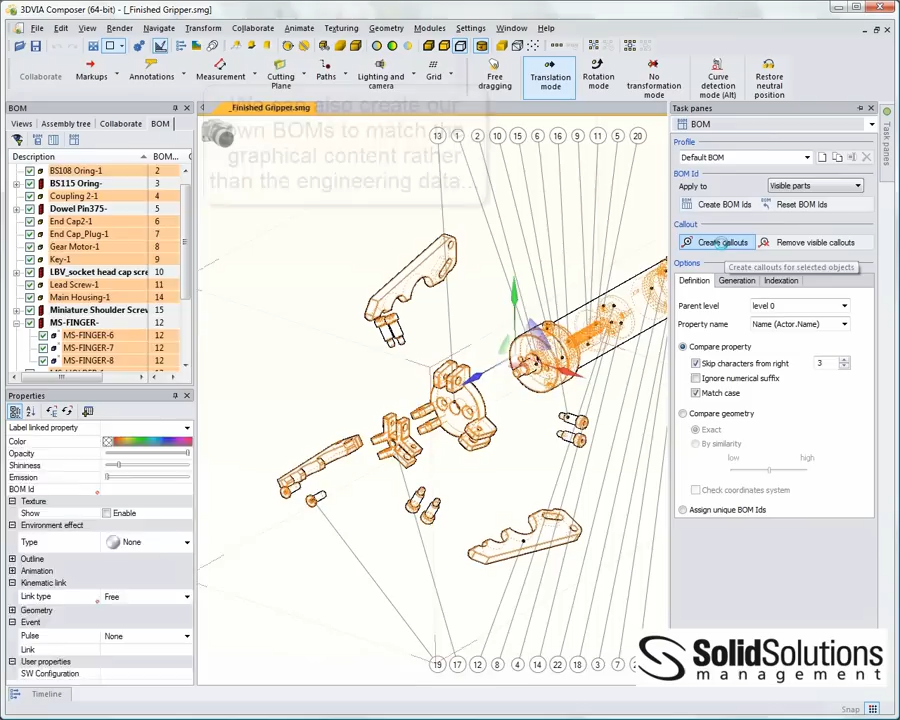 3DVIA Composer (64-bit) - [_Finished Gripper.smg]
File Edit View Render Navigate Transform Collaborate Animate Texturing Geometry Modules Settings Window Help
Collaborate Markups Annotations Measurement Cutting Plane Paths Lighting and camera Grid Free dragging Translation mode Rotation mode No transformation mode Curve detection mode (Alt) Restore neutral position
BOM
Views Assembly tree Collaborate BOM
Description BOM...
BS108 Oring-1 2
BS115 Oring- 3
Coupling 2-1 4
Dowel Pin375- 5
End Cap2-1 6
End Cap_Plug-1 7
Gear Motor-1 8
Key-1 9
LBV_socket head cap scre 10
Lead Screw-1 11
Main Housing-1 12
Miniature Shoulder Screw 15
MS-FINGER- 12
MS-FINGER-6 12
MS-FINGER-7 12
MS-FINGER-8 12
Properties
Label linked property
Color
Opacity
Shininess
Emission
BOM Id
Texture
Show Enable
Environment effect
Type None
Outline
Animation
Kinematic link
Link type Free
Geometry
Event
Pulse None
Link
User properties
SW Configuration
Timeline
_Finished Gripper.smg
also create our
own BOMs to match the
graphical content rather
than the engineering data...
13 1 2 10 15 6 16 9 11 5 20
19 17 12 8 4 14 22 18 3 7
Task panes
BOM
Profile
Default BOM
BOM Id
Apply to Visible parts
Create BOM Ids Reset BOM Ids
Callout
Create callouts Remove visible callouts
Create callouts for selected objects
Options
Definition Generation Indexation
Parent level level 0
Property name Name (Actor.Name)
Compare property
Skip characters from right 3
Ignore numerical suffix
Match case
Compare geometry
Exact
By similarity
low high
Check coordinates system
Assign unique BOM Ids
Task panes
SolidSolutions
management
Snap